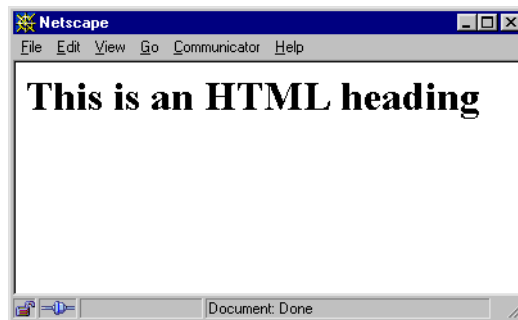 Netscape
File Edit View Go Communicator Help
This is an HTML heading
Document: Done